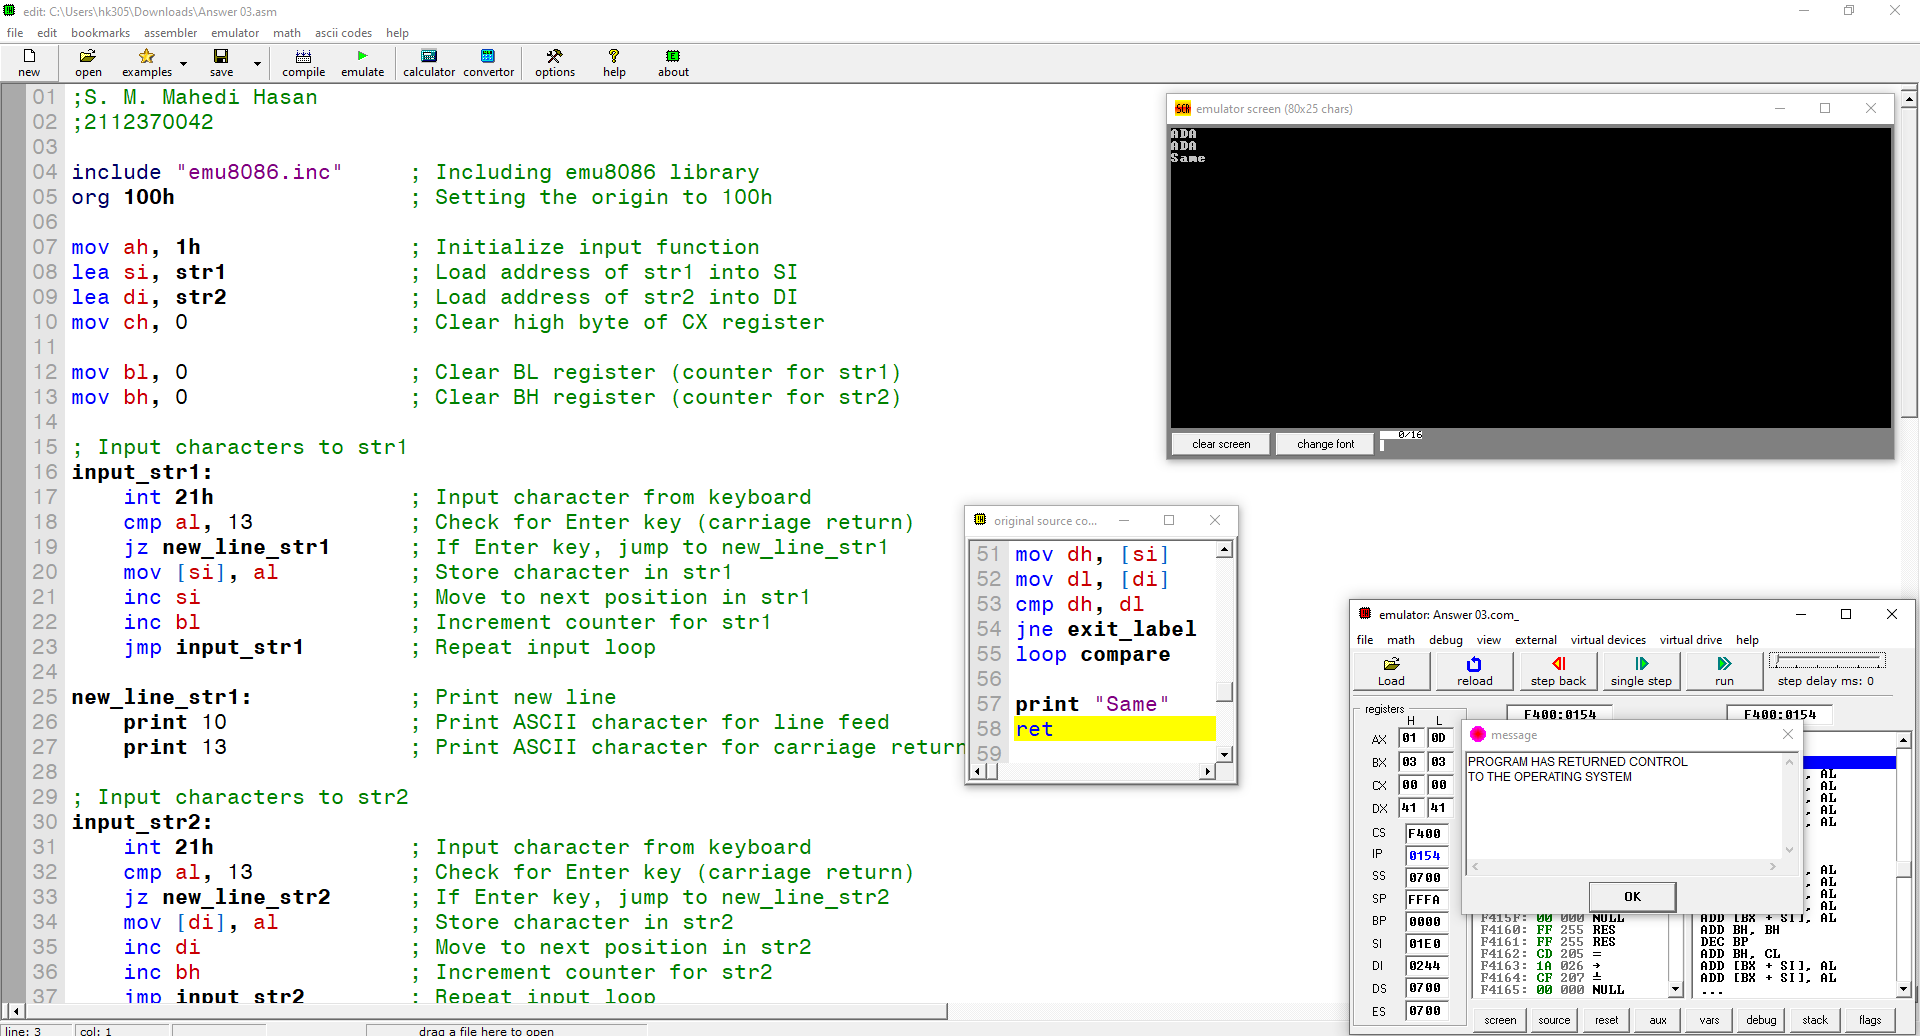 edit: C:\Users\hk305\Downloads\Answer 03.asm
file edit bookmarks assembler emulator math ascii codes help
new open examples save compile emulate calculator convertor options help about
01 ;S. M. Mahedi Hasan
02 ;2112370042
03
04 include "emu8086.inc" ; Including emu8086 library
05 org 100h ; Setting the origin to 100h
06
07 mov ah, 1h ; Initialize input function
08 lea si, str1 ; Load address of str1 into SI
09 lea di, str2 ; Load address of str2 into DI
10 mov ch, 0 ; Clear high byte of CX register
11
12 mov bl, 0 ; Clear BL register (counter for str1)
13 mov bh, 0 ; Clear BH register (counter for str2)
14
15 ; Input characters to str1
16 input_str1:
17 int 21h ; Input character from keyboard
18 cmp al, 13 ; Check for Enter key (carriage return)
19 jz new_line_str1 ; If Enter key, jump to new_line_str1
20 mov [si], al ; Store character in str1
21 inc si ; Move to next position in str1
22 inc bl ; Increment counter for str1
23 jmp input_str1 ; Repeat input loop
24
25 new_line_str1: ; Print new line
26 print 10 ; Print ASCII character for line feed
27 print 13 ; Print ASCII character for carriage return
28
29 ; Input characters to str2
30 input_str2:
31 int 21h ; Input character from keyboard
32 cmp al, 13 ; Check for Enter key (carriage return)
33 jz new_line_str2 ; If Enter key, jump to new_line_str2
34 mov [di], al ; Store character in str2
35 inc di ; Move to next position in str2
36 inc bh ; Increment counter for str2
37 jmp input_str2 ; Repeat input loop
line: 3 col: 1 drag a file here to open
emulator screen (80x25 chars)
ADA
ADA
Same
clear screen change font 0/16
original source co...
51 mov dh, [si]
52 mov dl, [di]
53 cmp dh, dl
54 jne exit_label
55 loop compare
56
57 print "Same"
58 ret
59
emulator: Answer 03.com_
file math debug view external virtual devices virtual drive help
Load reload step back single step run step delay ms: 0
registers F400:0154 F400:0154
H L
AX 01 0D
BX 03 03
CX 00 00
DX 41 41
CS F400
IP 0154
SS 0700
SP FFFA
BP 0000
SI 01E0
DI 0244
DS 0700
ES 0700
message
PROGRAM HAS RETURNED CONTROL
TO THE OPERATING SYSTEM
OK
, AL
, AL
, AL
, AL
, AL
, AL
, AL
, AL
, AL
F415F: 00 000 NULL ADD [BX + SI], AL
F4160: FF 255 RES ADD BH, BH
F4161: FF 255 RES DEC BP
F4162: CD 205 = ADD BH, CL
F4163: 1A 026 → ADD [BX + SI], AL
F4164: CF 207 ╧ ADD [BX + SI], AL
F4165: 00 000 NULL ...
screen source reset aux vars debug stack flags